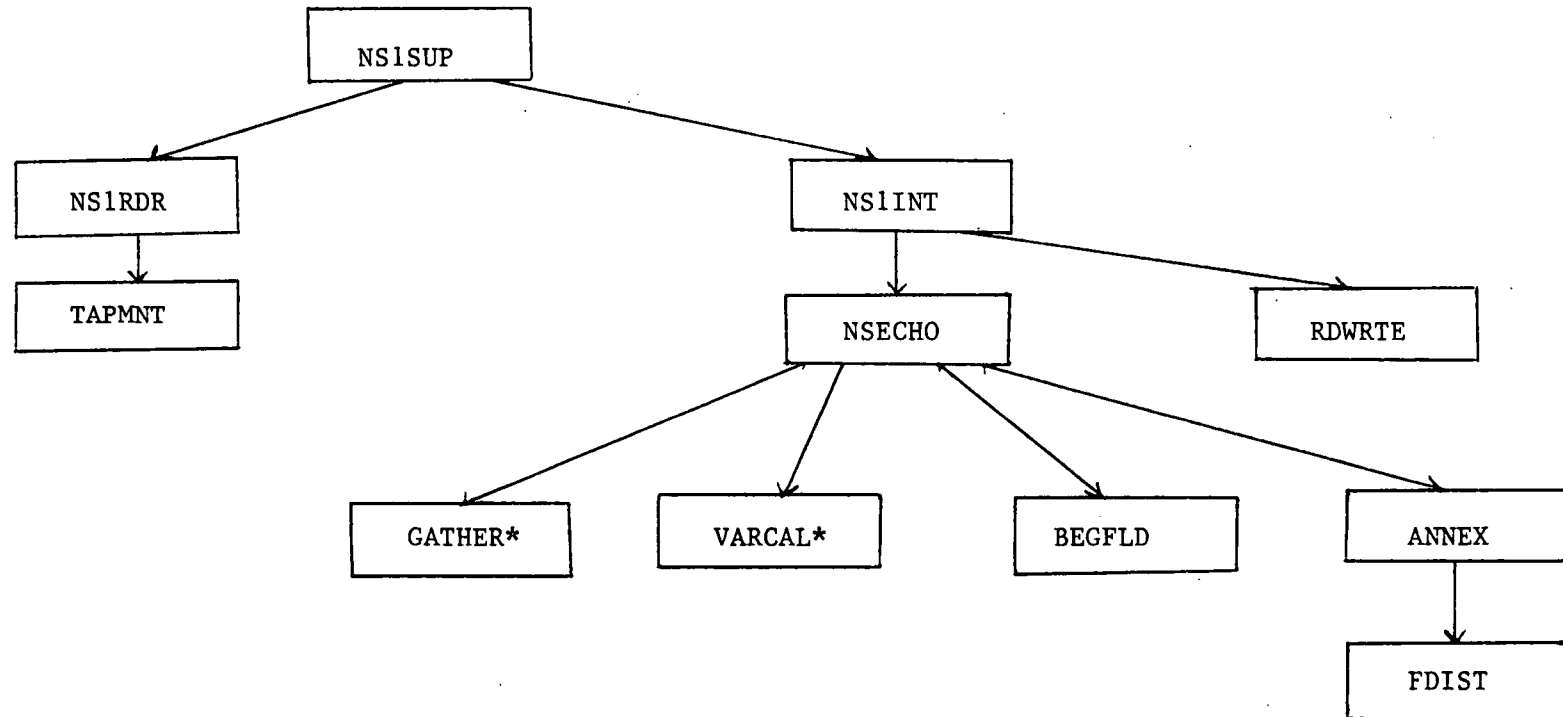 NS1SUP
NS1RDR
NS1INT
TAPMNT
NSECHO
RDWRTE
GATHER*
VARCAL*
BEGFLD
ANNEX
FDIST